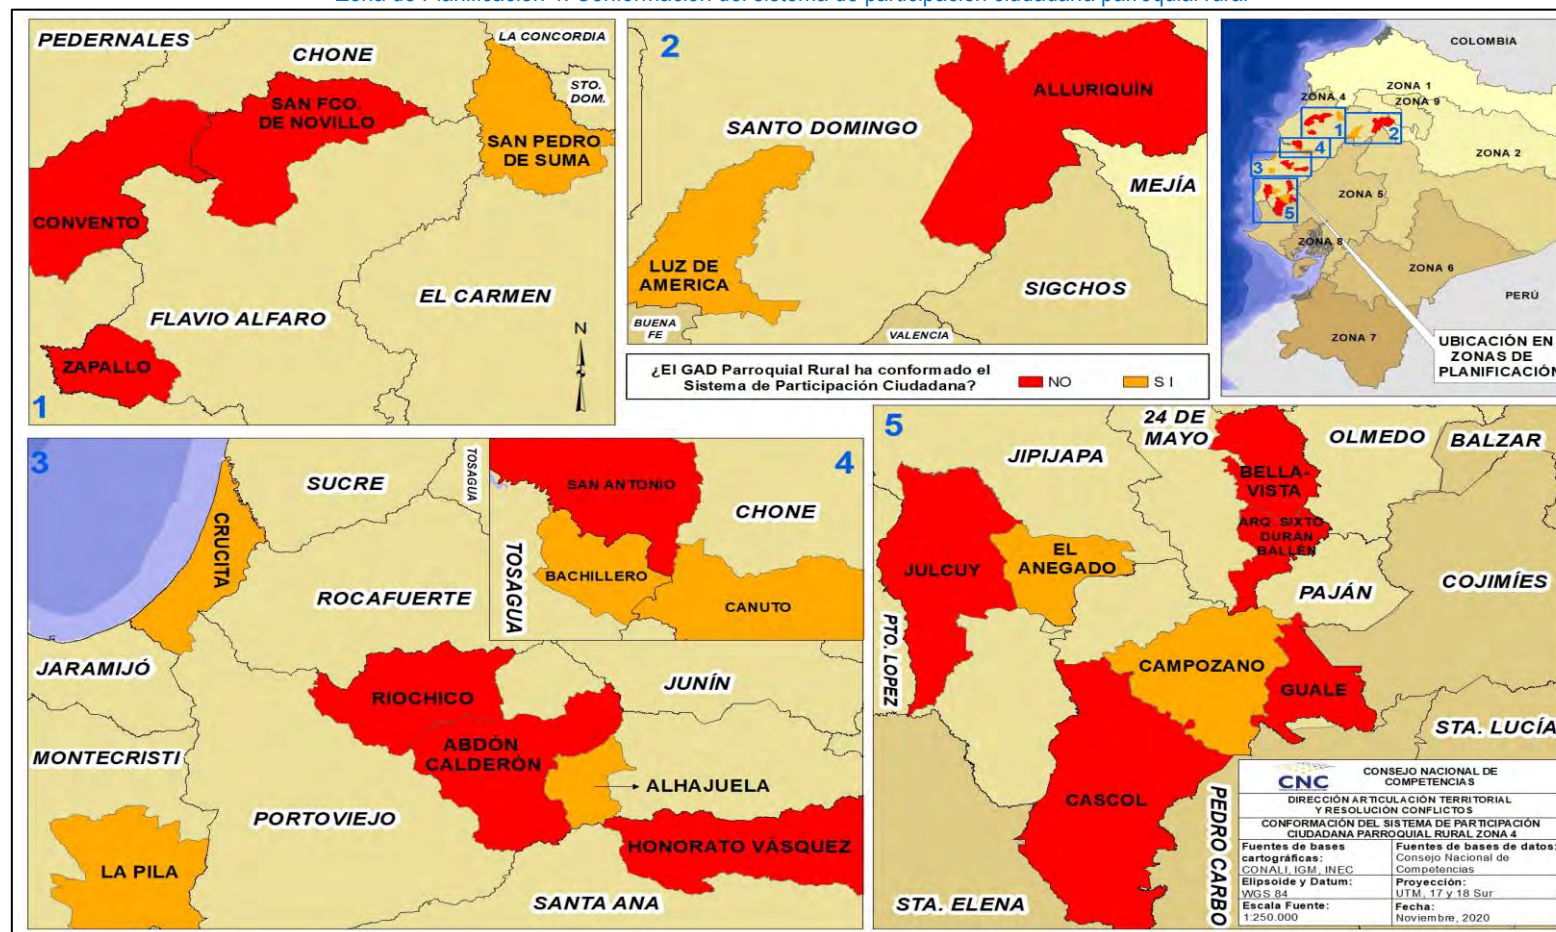 Zona de Planificación 4: Conformación del sistema de participación ciudadana parroquial rural
PEDERNALES
CHONE
LA CONCORDIA
STO.
DOM.
SAN FCO.
DE NOVILLO
SAN PEDRO
DE SUMA
CONVENTO
FLAVIO ALFARO
EL CARMEN
ZAPALLO
N
1
2
ALLURIQUÍN
SANTO DOMINGO
MEJÍA
LUZ DE
AMERICA
SIGCHOS
BUENA
FE
VALENCIA
¿El GAD Parroquial Rural ha conformado el
Sistema de Participación Ciudadana?
NO
SI
COLOMBIA
ZONA 1
ZONA 4
ZONA 9
1
2
4
ZONA 2
3
ZONA 5
5
ZONA 8
ZONA 6
PERÚ
ZONA 7
UBICACIÓN EN
ZONAS DE
PLANIFICACIÓN
3
SUCRE
TOSAGUA
CRUCITA
ROCAFUERTE
JARAMIJÓ
JUNÍN
RIOCHICO
MONTECRISTI
ABDÓN
CALDERÓN
ALHAJUELA
PORTOVIEJO
HONORATO VÁSQUEZ
LA PILA
SANTA ANA
4
SAN ANTONIO
CHONE
TOSAGUA
BACHILLERO
CANUTO
5
24 DE
MAYO
OLMEDO
BALZAR
JIPIJAPA
BELLA-
VISTA
ARQ. SIXTO
DURÁN
BALLÉN
EL
ANEGADO
JULCUY
COJIMÍES
PAJÁN
PTO. LOPEZ
CAMPOZANO
GUALE
STA. LUCÍA
CASCOL
PEDRO CARBO
STA. ELENA
CNC
CONSEJO NACIONAL DE
COMPETENCIAS
DIRECCIÓN ARTICULACIÓN TERRITORIAL
Y RESOLUCIÓN CONFLICTOS
CONFORMACIÓN DEL SISTEMA DE PARTICIPACIÓN
CIUDADANA PARROQUIAL RURAL ZONA 4
Fuentes de bases
cartográficas:
CONALI, IGM, INEC
Fuentes de bases de datos:
Consejo Nacional de
Competencias
Elipsoide y Datum:
WGS 84
Proyección:
UTM, 17 y 18 Sur
Escala Fuente:
1:250.000
Fecha:
Noviembre, 2020